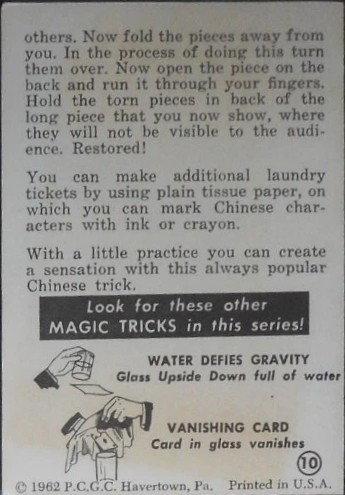 others. Now fold the pieces away from
you. In the process of doing this turn
them over. Now open the piece on the
back and run it through your fingers.
Hold the torn pieces in back of the
long piece that you now show, where
they will not be visible to the audi-
ence. Restored!
You can make additional laundry
tickets by using plain tissue paper, on
which you can mark Chinese char-
acters with ink or crayon.
With a little practice you can create
a sensation with this always popular
Chinese trick.
Look for these other
MAGIC TRICKS in this series!
WATER DEFIES GRAVITY
Glass Upside Down full of water
VANISHING CARD
Card in glass vanishes
10
© 1962 P.C.G.C. Havertown, Pa. Printed in U.S.A.